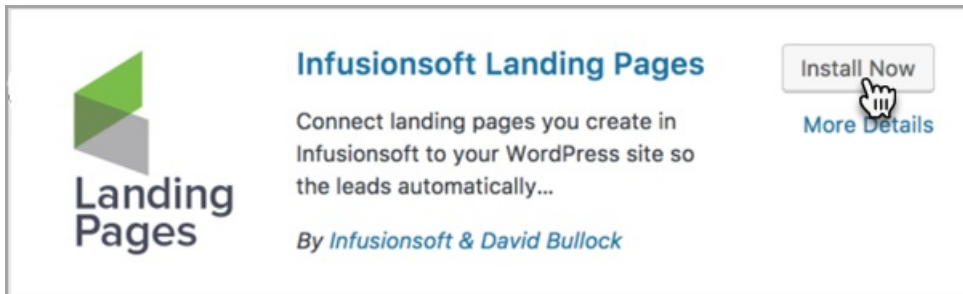 Landing
Pages
Infusionsoft Landing Pages
Connect landing pages you create in
Infusionsoft to your WordPress site so
the leads automatically...
By Infusionsoft & David Bullock
Install Now
More Details